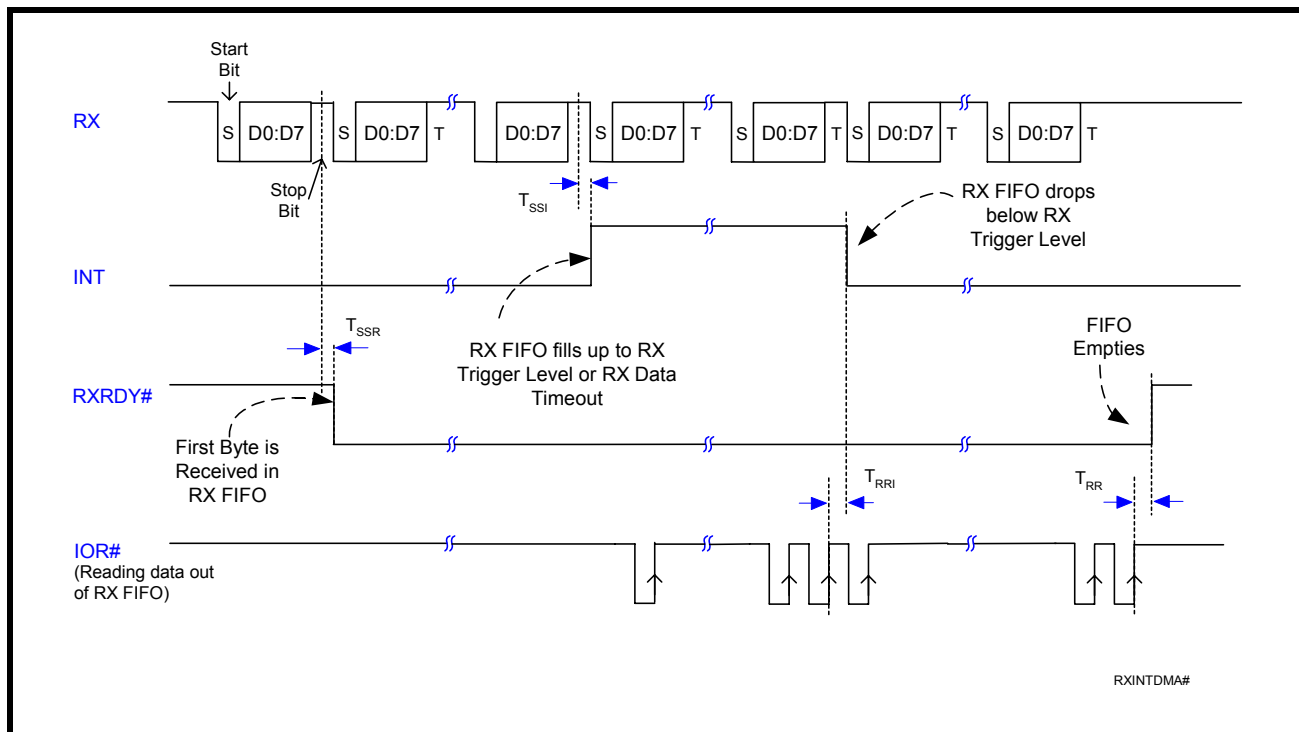 Start
Bit
RX
S D0:D7 S D0:D7 T D0:D7 S D0:D7 T S D0:D7 T S D0:D7 T S D0:D7 T
Stop
Bit
TSSI
RX FIFO drops
below RX
Trigger Level
INT
TSSR
RX FIFO fills up to RX
Trigger Level or RX Data
Timeout
FIFO
Empties
RXRDY#
First Byte is
Received in
RX FIFO
TRRI
TRR
IOR#
(Reading data out
of RX FIFO)
RXINTDMA#